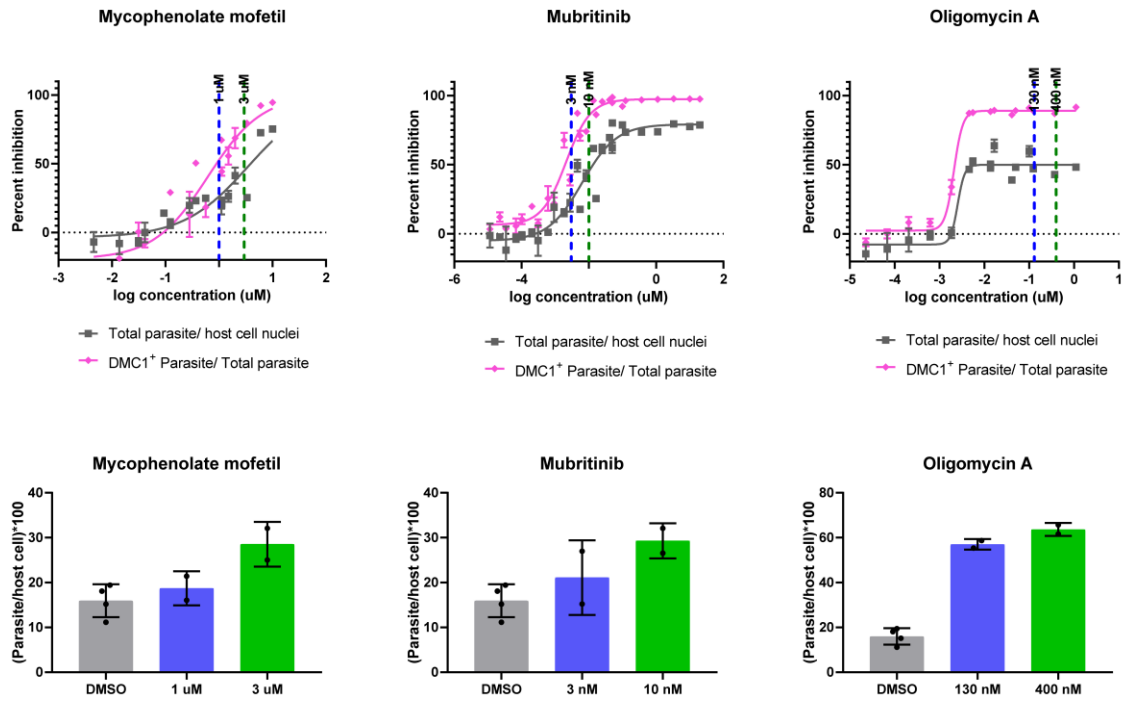 Mycophenolate mofetil
Percent inhibition
100
50
0
-3
-2
-1
0
1
2
1 uM
3 uM
log concentration (uM)
Total parasite/ host cell nuclei
DMC1+ Parasite/ Total parasite
Mubritinib
Percent inhibition
100
50
0
-6
-4
-2
0
2
3 nM
10 nM
log concentration (uM)
Total parasite/ host cell nuclei
DMC1+ Parasite/ Total parasite
Oligomycin A
Percent inhibition
100
50
0
-5
-4
-3
-2
-1
0
1
130 nM
400 nM
log concentration (uM)
Total parasite/ host cell nuclei
DMC1+ Parasite/ Total parasite
Mycophenolate mofetil
(Parasite/host cell)*100
40
30
20
10
0
DMSO
1 uM
3 uM
Mubritinib
(Parasite/host cell)*100
40
30
20
10
0
DMSO
3 nM
10 nM
Oligomycin A
(Parasite/host cell)*100
80
60
40
20
0
DMSO
130 nM
400 nM